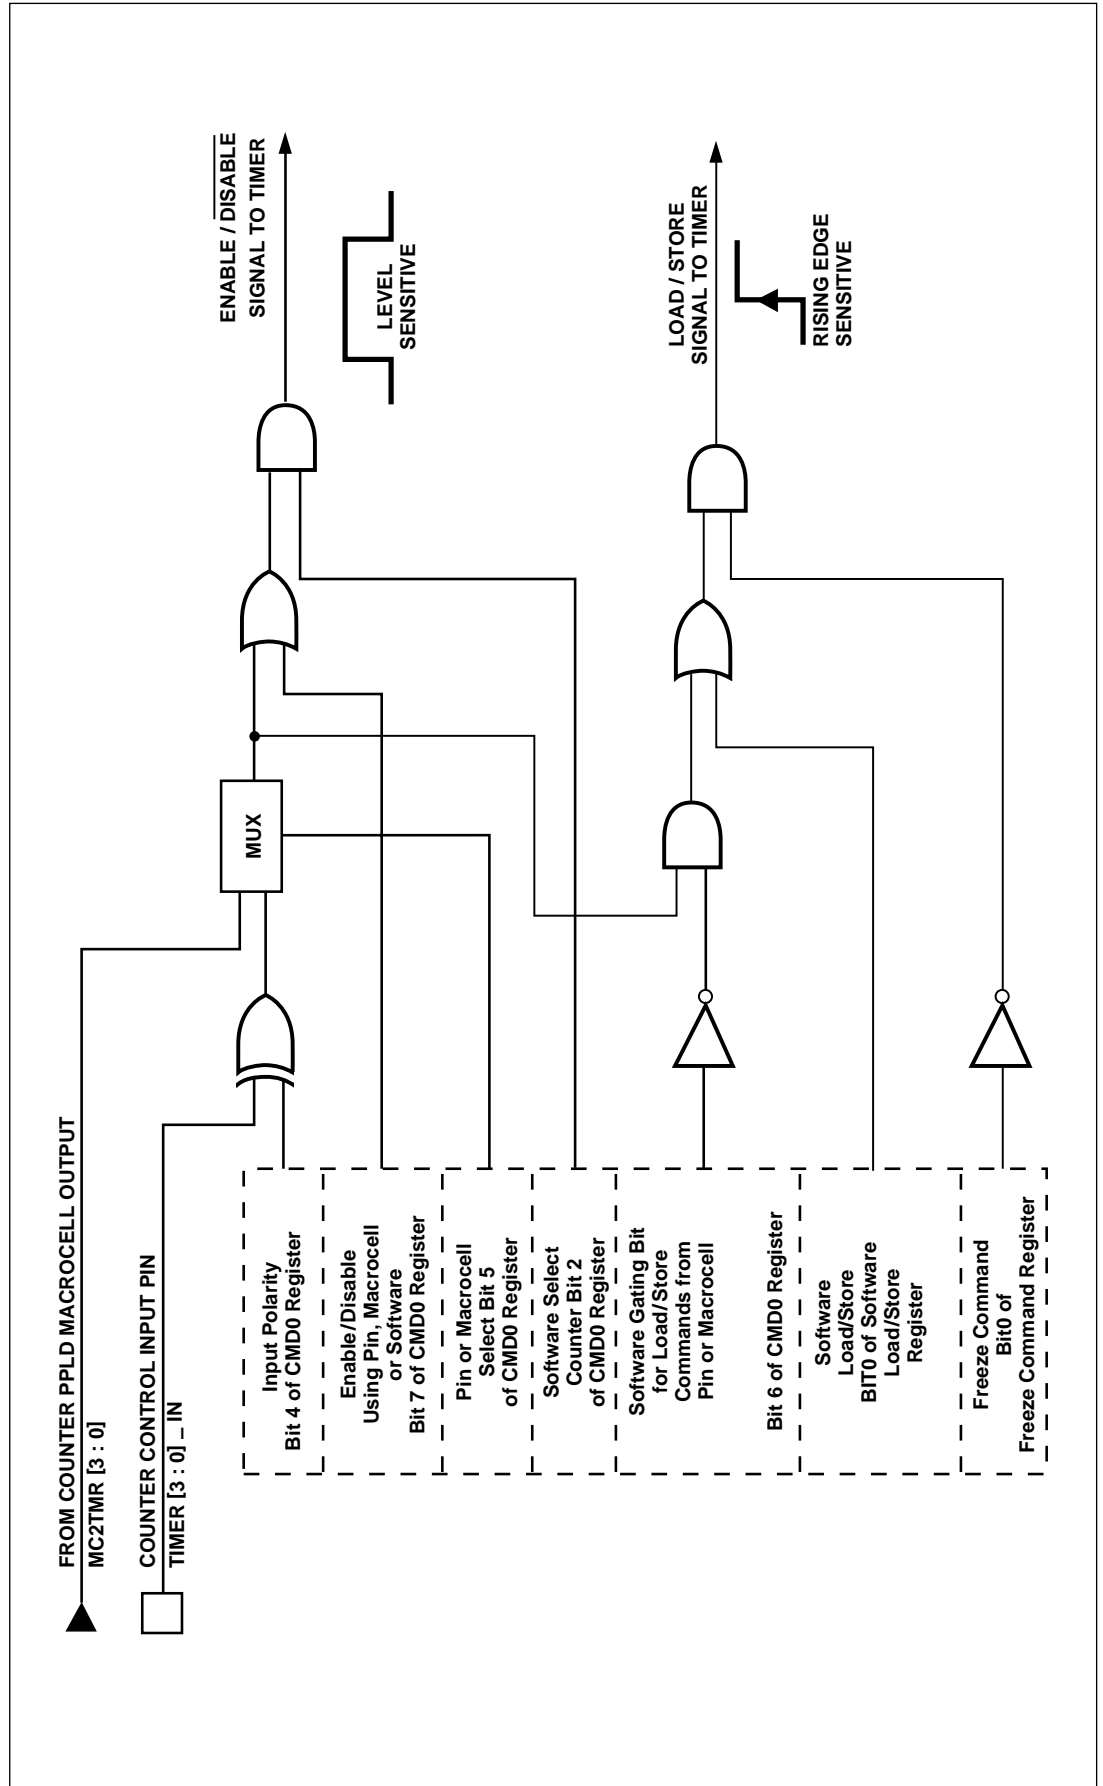 FROM COUNTER PPLD MACROCELL OUTPUT
MC2TMR [3 : 0]
COUNTER CONTROL INPUT PIN
TIMER [3 : 0] _ IN
Input Polarity
Bit 4 of CMD0 Register
Enable/Disable
Using Pin, Macrocell
or Software
Bit 7 of CMD0 Register
Pin or Macrocell
Select Bit 5
of CMD0 Register
Software Select
Counter Bit 2
of CMD0 Register
Software Gating Bit
for Load/Store
Commands from
Pin or Macrocell
Bit 6 of CMD0 Register
Software
Load/Store
BIT0 of Software
Load/Store
Register
Freeze Command
Bit0 of
Freeze Command Register
MUX
ENABLE / DISABLE
SIGNAL TO TIMER
LEVEL
SENSITIVE
LOAD / STORE
SIGNAL TO TIMER
RISING EDGE
SENSITIVE